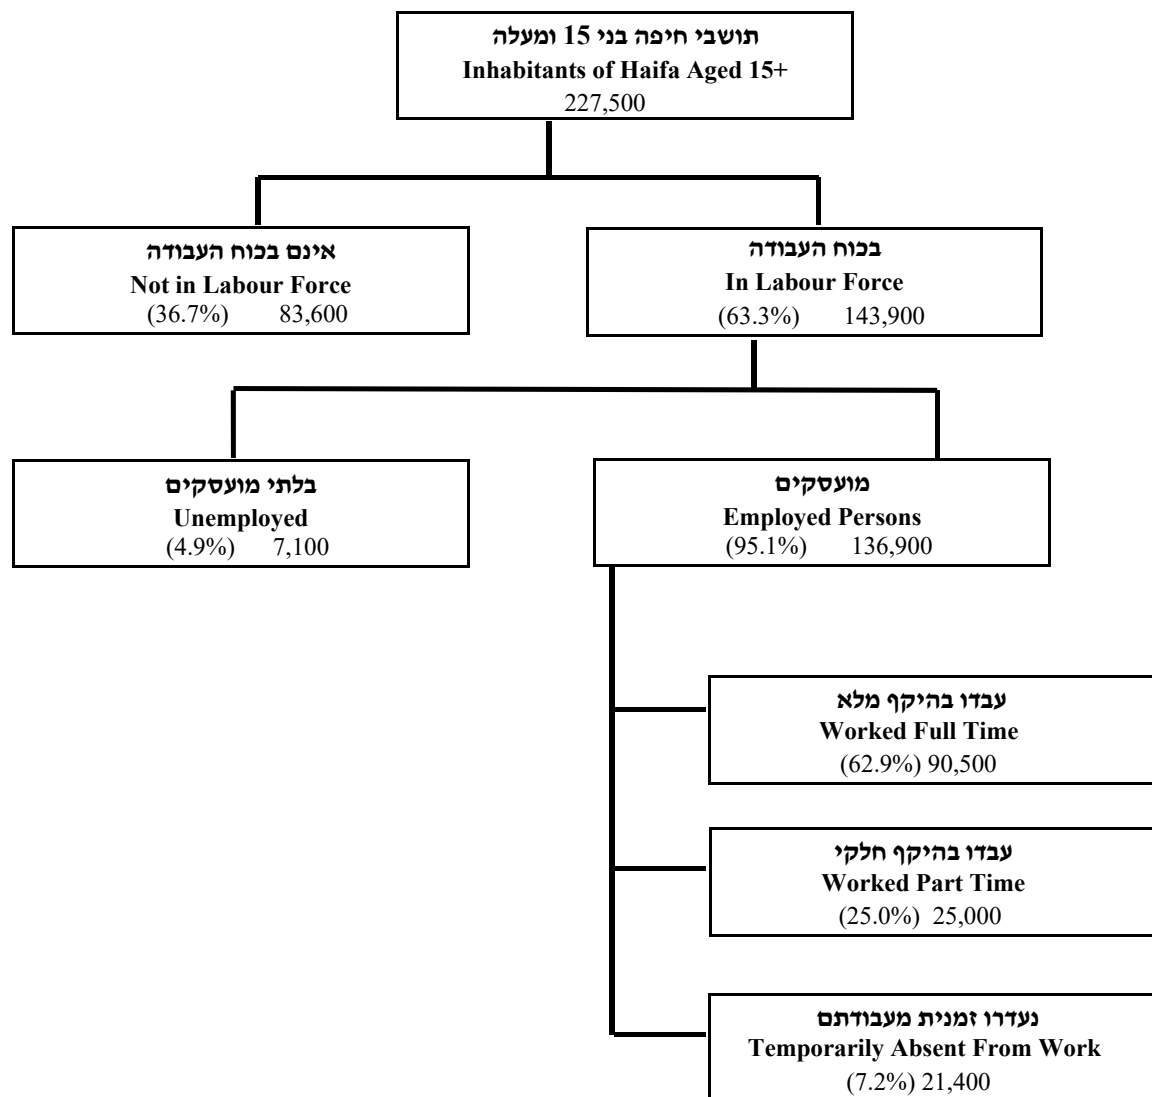 תושבי חיפה בני 15 ומעלה
Inhabitants of Haifa Aged 15+
227,500
אינם בכוח העבודה
Not in Labour Force
(36.7%) 83,600
בכוח העבודה
In Labour Force
(63.3%) 143,900
בלתי מועסקים
Unemployed
(4.9%) 7,100
מועסקים
Employed Persons
(95.1%) 136,900
עבדו בהיקף מלא
Worked Full Time
(62.9%) 90,500
עבדו בהיקף חלקי
Worked Part Time
(25.0%) 25,000
נעדרו זמנית מעבודתם
Temporarily Absent From Work
(7.2%) 21,400